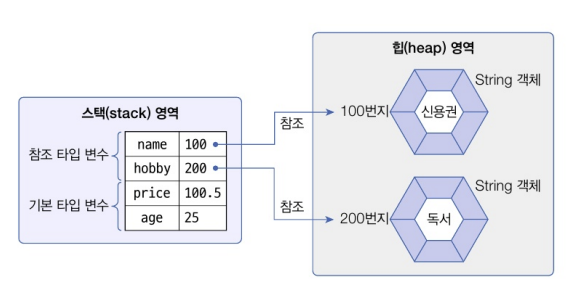 힙(heap) 영역
String 객체
100번지
신용권
스택(stack) 영역
참조
참조 타입 변수
name 100
hobby 200
기본 타입 변수
price 100.5
age 25
참조
String 객체
200번지
독서